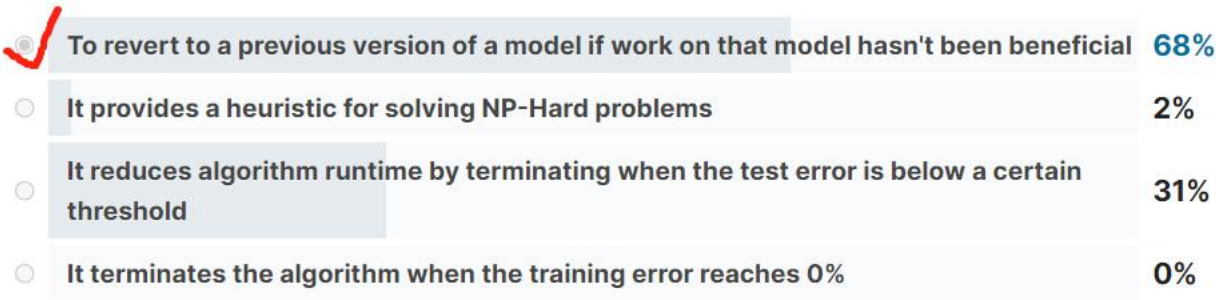 To revert to a previous version of a model if work on that model hasn't been beneficial 68%
It provides a heuristic for solving NP-Hard problems 2%
It reduces algorithm runtime by terminating when the test error is below a certain
threshold 31%
It terminates the algorithm when the training error reaches 0% 0%